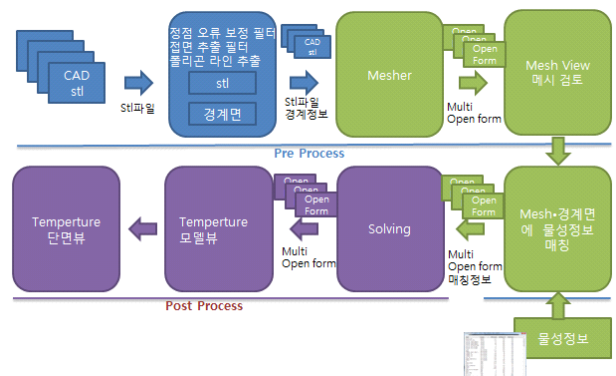 CAD
stl
Stl파일
정점 오류 보정 필터
접면 추출 필터
폴리곤 라인 추출
stl
경계면
CAD
stl
Stl파일
경계정보
Mesher
Open
Open
Open
Form
Multi
Open form
Mesh View
메시 검토
Pre Process
Temperture
단면뷰
Temperture
모델뷰
Open
Open
Open
Form
Multi
Open form
Solving
Open
Open
Open
Form
Multi
Open form
매칭정보
Mesh•경계면
에 물성정보
매칭
Post Process
물성정보